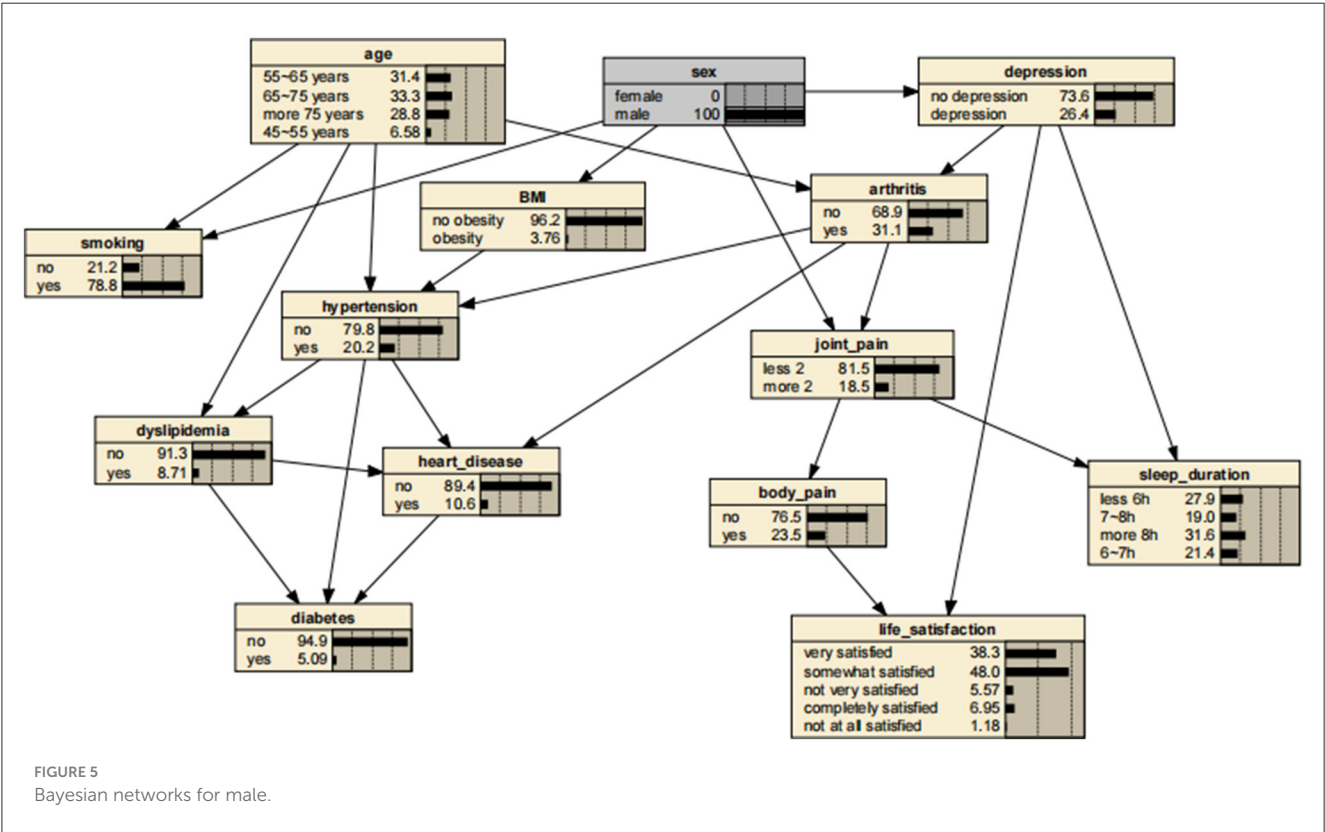 age
55~65 years 31.4
65~75 years 33.3
more 75 years 28.8
45~55 years 6.58
sex
female 0
male 100
depression
no depression 73.6
depression 26.4
BMI
no obesity 96.2
obesity 3.76
arthritis
no 68.9
yes 31.1
smoking
no 21.2
yes 78.8
hypertension
no 79.8
yes 20.2
joint_pain
less 2 81.5
more 2 18.5
dyslipidemia
no 91.3
yes 8.71
heart_disease
no 89.4
yes 10.6
body_pain
no 76.5
yes 23.5
sleep_duration
less 6h 27.9
7~8h 19.0
more 8h 31.6
6~7h 21.4
diabetes
no 94.9
yes 5.09
life_satisfaction
very satisfied 38.3
somewhat satisfied 48.0
not very satisfied 5.57
completely satisfied 6.95
not at all satisfied 1.18
FIGURE 5
Bayesian networks for male.